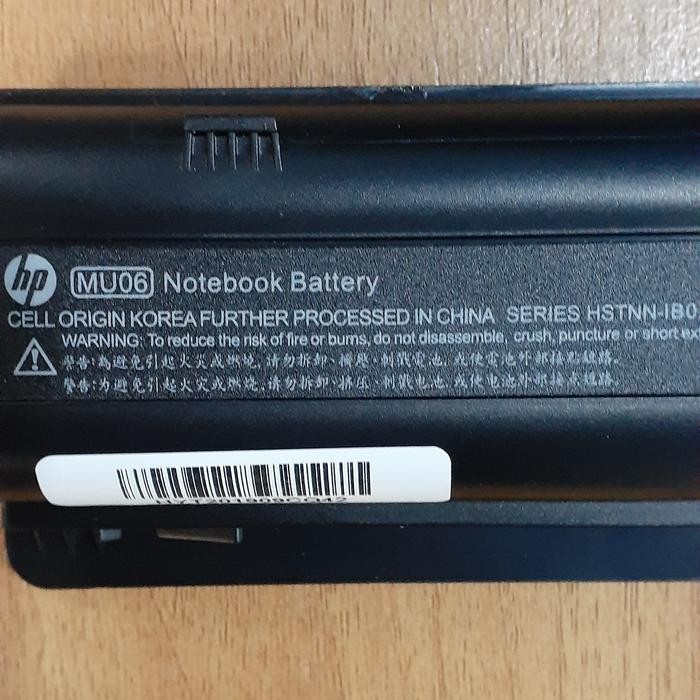 hp MU06 Notebook Battery
CELL ORIGIN KOREA FURTHER PROCESSED IN CHINA SERIES HSTNN-IB0
WARNING: To reduce the risk of fire or burns, do not disassemble, crush, puncture or short ex
警告:為避免引起火災或燃燒, 請勿拆卸、擠壓、刺戳電池, 或使電池外部接點短路.
警告:为避免引起火灾或燃烧, 请勿拆卸、挤压、刺戳电池, 或使电池外部接点短路.
HYT201909CQ42